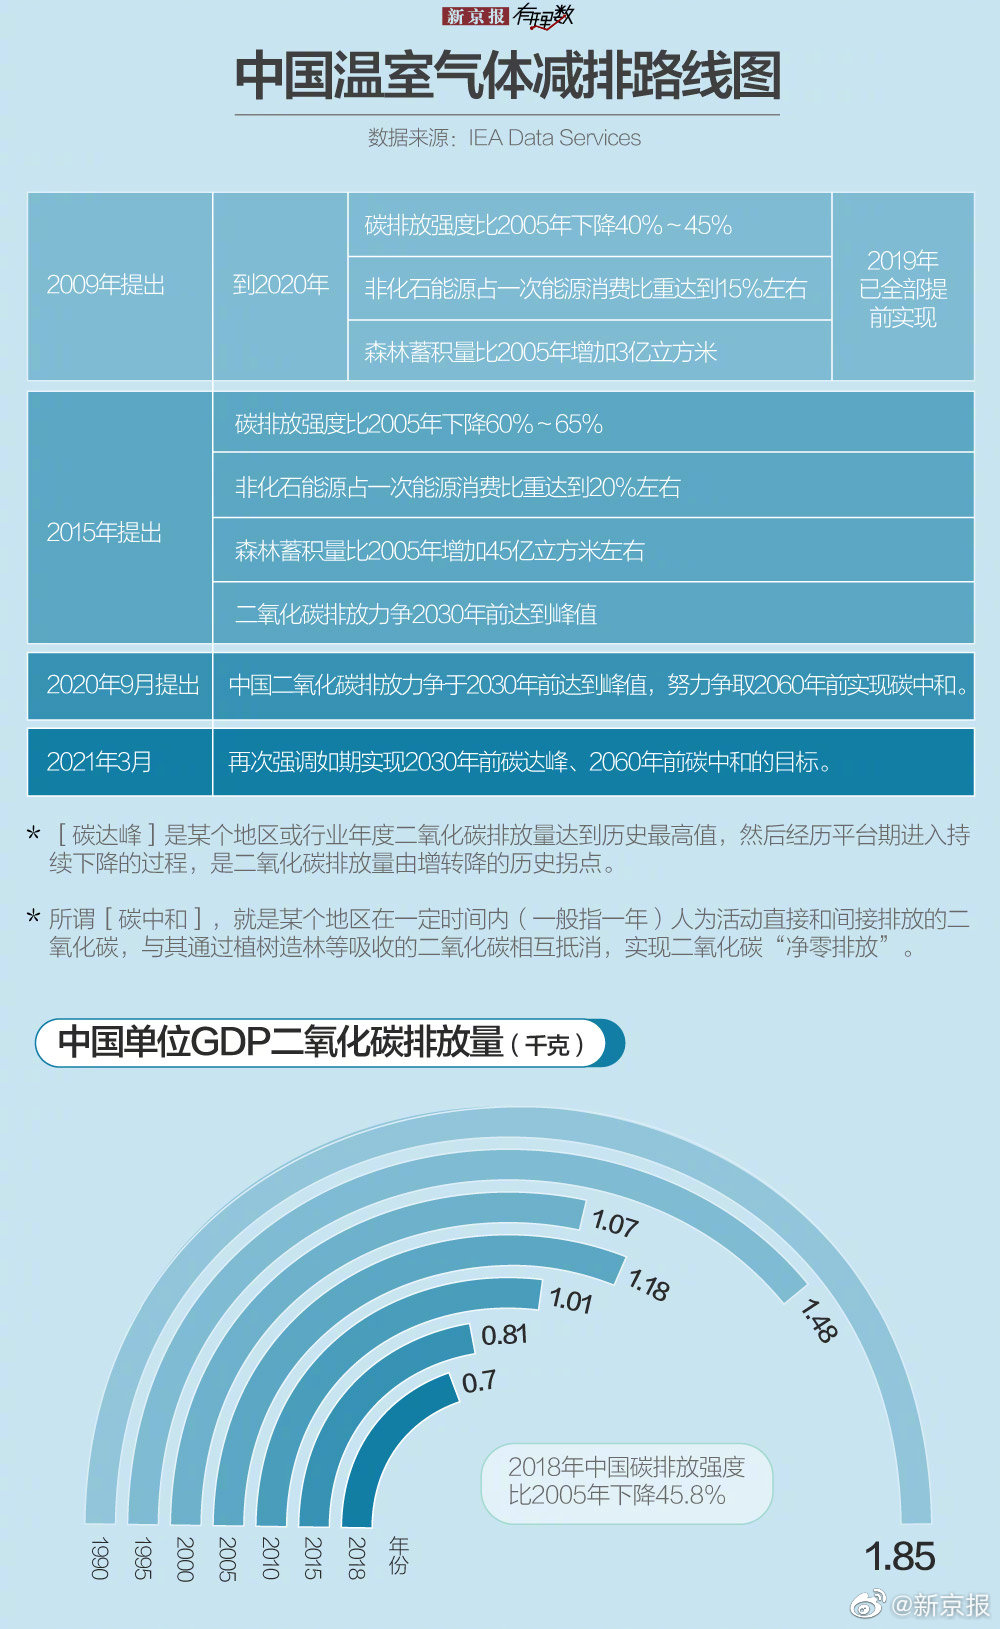 新京报 有理数
中国温室气体减排路线图
数据来源：IEA Data Services
2009年提出
到2020年
碳排放强度比2005年下降40%～45%
非化石能源占一次能源消费比重达到15%左右
森林蓄积量比2005年增加3亿立方米
2019年
已全部提
前实现
2015年提出
碳排放强度比2005年下降60%～65%
非化石能源占一次能源消费比重达到20%左右
森林蓄积量比2005年增加45亿立方米左右
二氧化碳排放力争2030年前达到峰值
2020年9月提出
中国二氧化碳排放力争于2030年前达到峰值，努力争取2060年前实现碳中和。
2021年3月
再次强调如期实现2030年前碳达峰、2060年前碳中和的目标。
*［碳达峰］是某个地区或行业年度二氧化碳排放量达到历史最高值，然后经历平台期进入持
续下降的过程，是二氧化碳排放量由增转降的历史拐点。
*所谓［碳中和］，就是某个地区在一定时间内（一般指一年）人为活动直接和间接排放的二
氧化碳，与其通过植树造林等吸收的二氧化碳相互抵消，实现二氧化碳“净零排放”。
中国单位GDP二氧化碳排放量（千克）
1.07
1.18
1.01
1.48
0.81
0.7
2018年中国碳排放强度
比2005年下降45.8%
1990
1995
2000
2005
2010
2015
2018
年份
1.85
@新京报